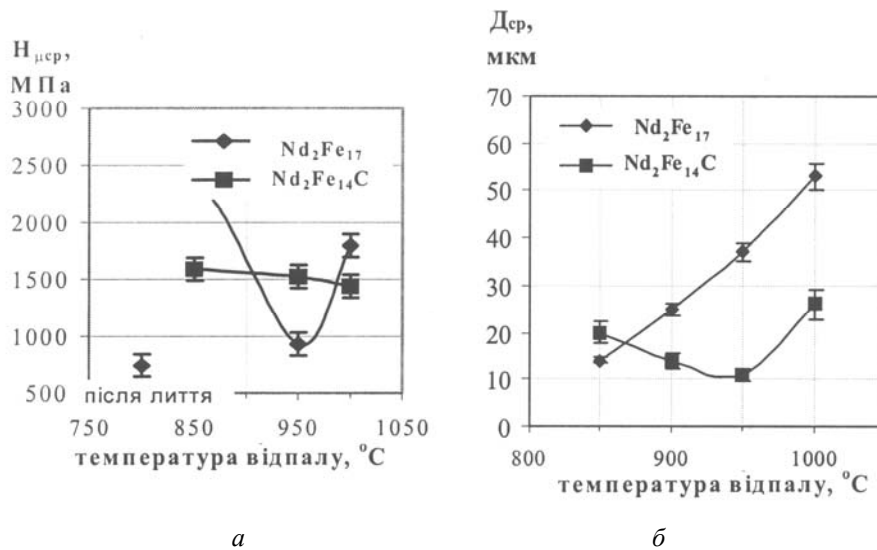 H μср,
МПа
3000
2500
2000
1500
1000
500
Nd2Fe17
Nd2Fe14C
після лиття
750 850 950 1050
температура відпалу, °С
а
Дср,
мкм
70
60
50
40
30
20
10
0
Nd2Fe17
Nd2Fe14C
800 900 1000
температура відпалу, °С
б